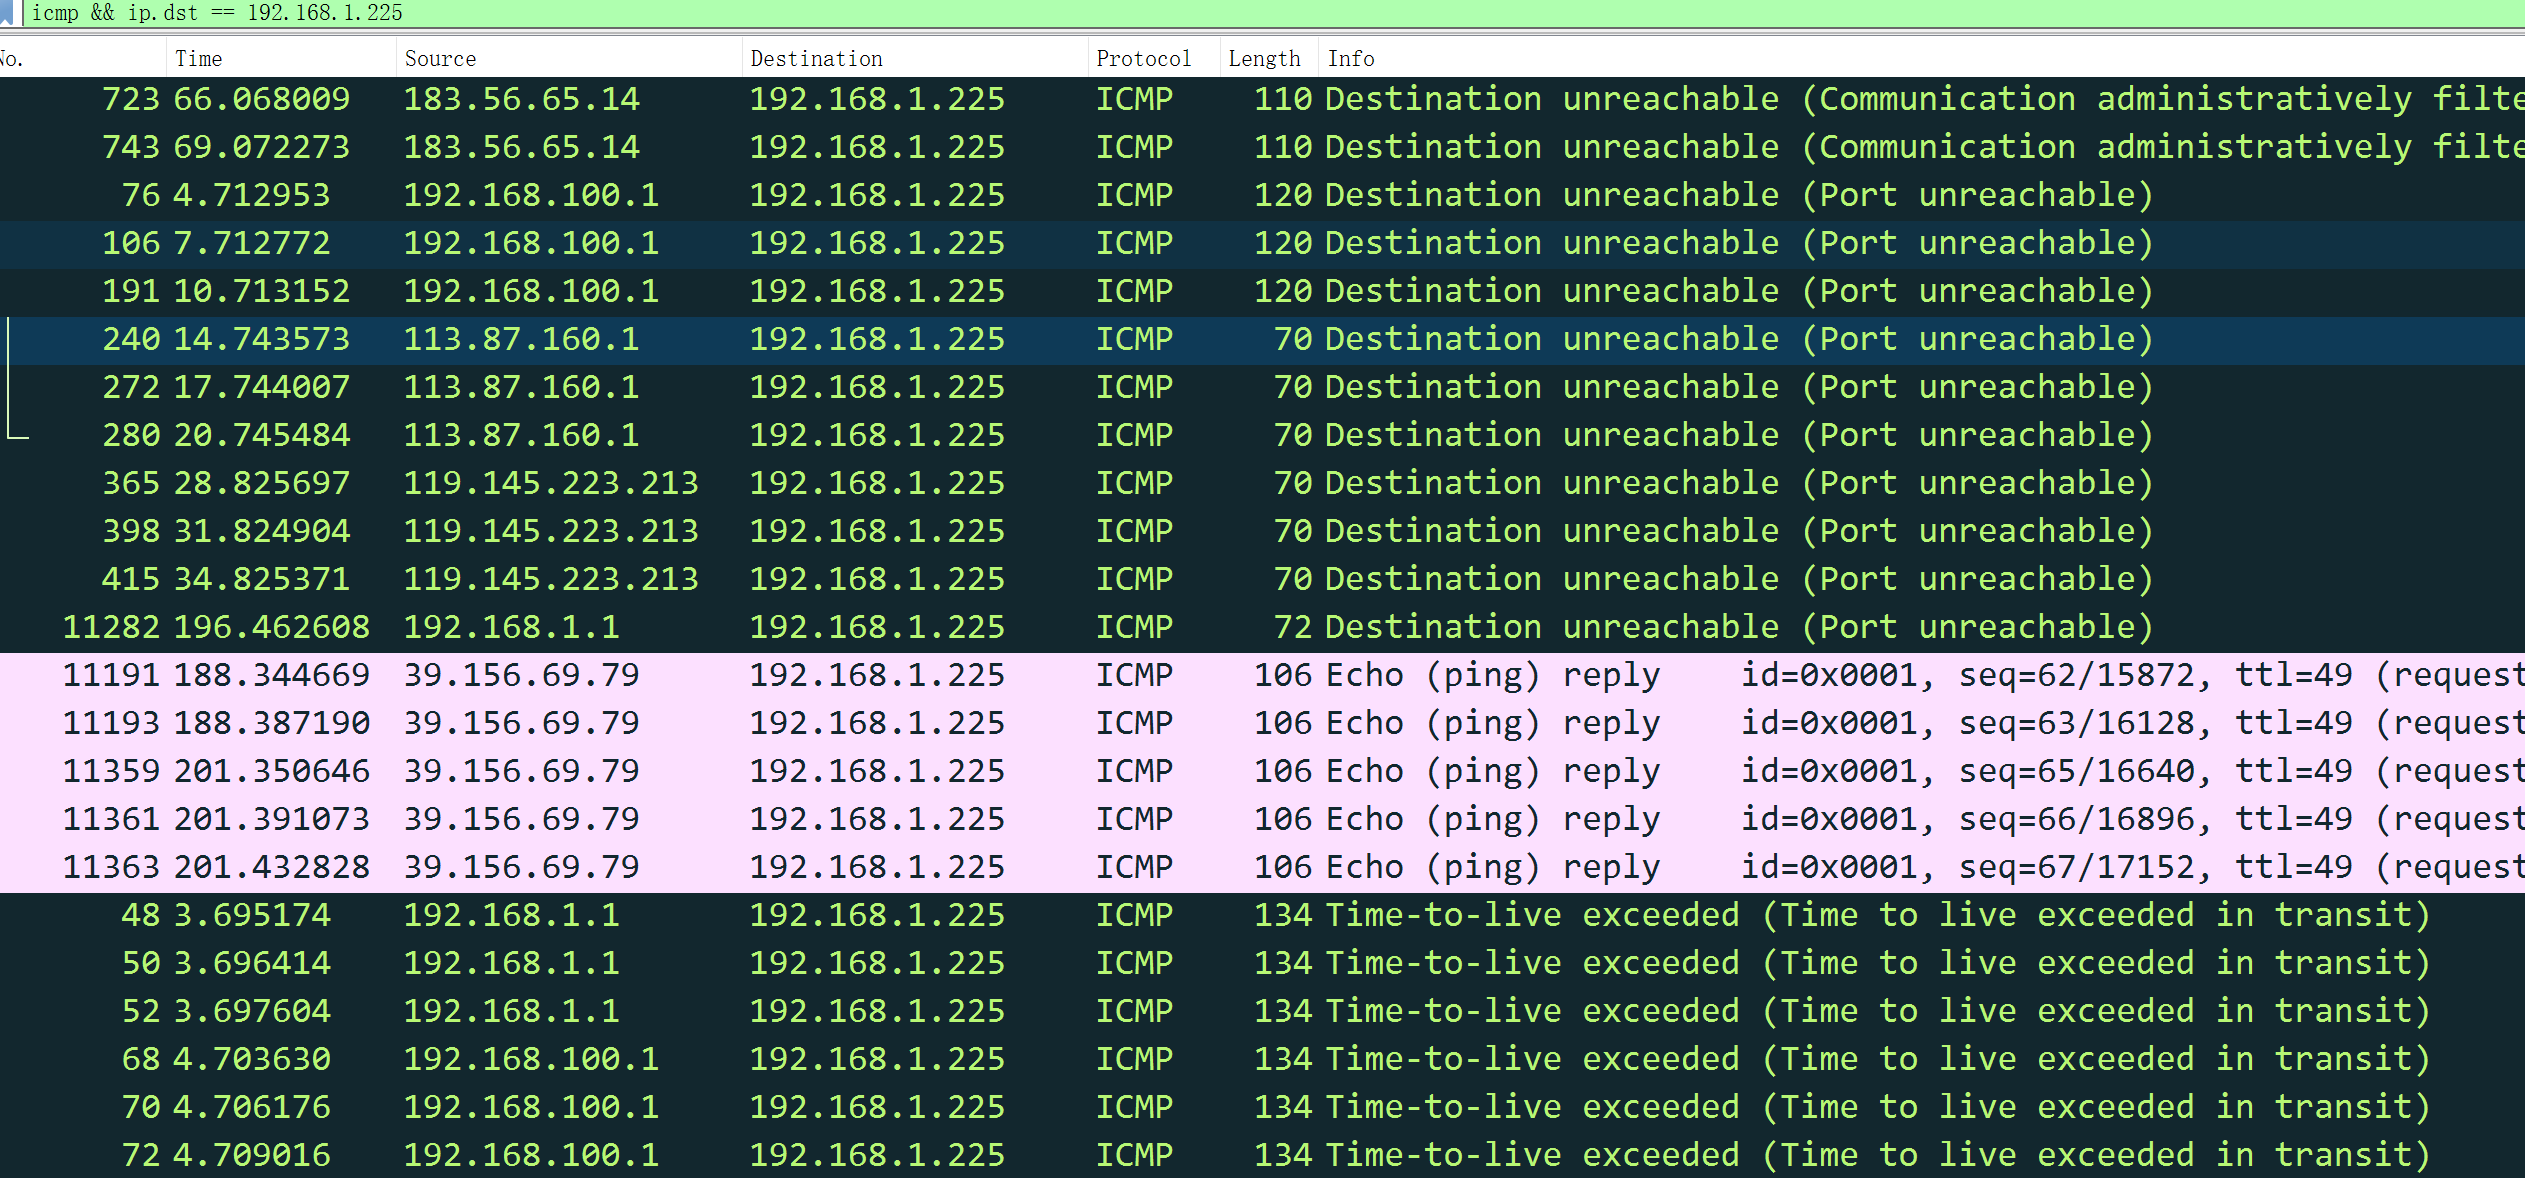 icmp && ip.dst == 192.168.1.225
No. Time Source Destination Protocol Length Info
723 66.068009 183.56.65.14 192.168.1.225 ICMP 110 Destination unreachable (Communication administratively filte
743 69.072273 183.56.65.14 192.168.1.225 ICMP 110 Destination unreachable (Communication administratively filte
76 4.712953 192.168.100.1 192.168.1.225 ICMP 120 Destination unreachable (Port unreachable)
106 7.712772 192.168.100.1 192.168.1.225 ICMP 120 Destination unreachable (Port unreachable)
191 10.713152 192.168.100.1 192.168.1.225 ICMP 120 Destination unreachable (Port unreachable)
240 14.743573 113.87.160.1 192.168.1.225 ICMP 70 Destination unreachable (Port unreachable)
272 17.744007 113.87.160.1 192.168.1.225 ICMP 70 Destination unreachable (Port unreachable)
280 20.745484 113.87.160.1 192.168.1.225 ICMP 70 Destination unreachable (Port unreachable)
365 28.825697 119.145.223.213 192.168.1.225 ICMP 70 Destination unreachable (Port unreachable)
398 31.824904 119.145.223.213 192.168.1.225 ICMP 70 Destination unreachable (Port unreachable)
415 34.825371 119.145.223.213 192.168.1.225 ICMP 70 Destination unreachable (Port unreachable)
11282 196.462608 192.168.1.1 192.168.1.225 ICMP 72 Destination unreachable (Port unreachable)
11191 188.344669 39.156.69.79 192.168.1.225 ICMP 106 Echo (ping) reply id=0x0001, seq=62/15872, ttl=49 (request
11193 188.387190 39.156.69.79 192.168.1.225 ICMP 106 Echo (ping) reply id=0x0001, seq=63/16128, ttl=49 (request
11359 201.350646 39.156.69.79 192.168.1.225 ICMP 106 Echo (ping) reply id=0x0001, seq=65/16640, ttl=49 (request
11361 201.391073 39.156.69.79 192.168.1.225 ICMP 106 Echo (ping) reply id=0x0001, seq=66/16896, ttl=49 (request
11363 201.432828 39.156.69.79 192.168.1.225 ICMP 106 Echo (ping) reply id=0x0001, seq=67/17152, ttl=49 (request
48 3.695174 192.168.1.1 192.168.1.225 ICMP 134 Time-to-live exceeded (Time to live exceeded in transit)
50 3.696414 192.168.1.1 192.168.1.225 ICMP 134 Time-to-live exceeded (Time to live exceeded in transit)
52 3.697604 192.168.1.1 192.168.1.225 ICMP 134 Time-to-live exceeded (Time to live exceeded in transit)
68 4.703630 192.168.100.1 192.168.1.225 ICMP 134 Time-to-live exceeded (Time to live exceeded in transit)
70 4.706176 192.168.100.1 192.168.1.225 ICMP 134 Time-to-live exceeded (Time to live exceeded in transit)
72 4.709016 192.168.100.1 192.168.1.225 ICMP 134 Time-to-live exceeded (Time to live exceeded in transit)